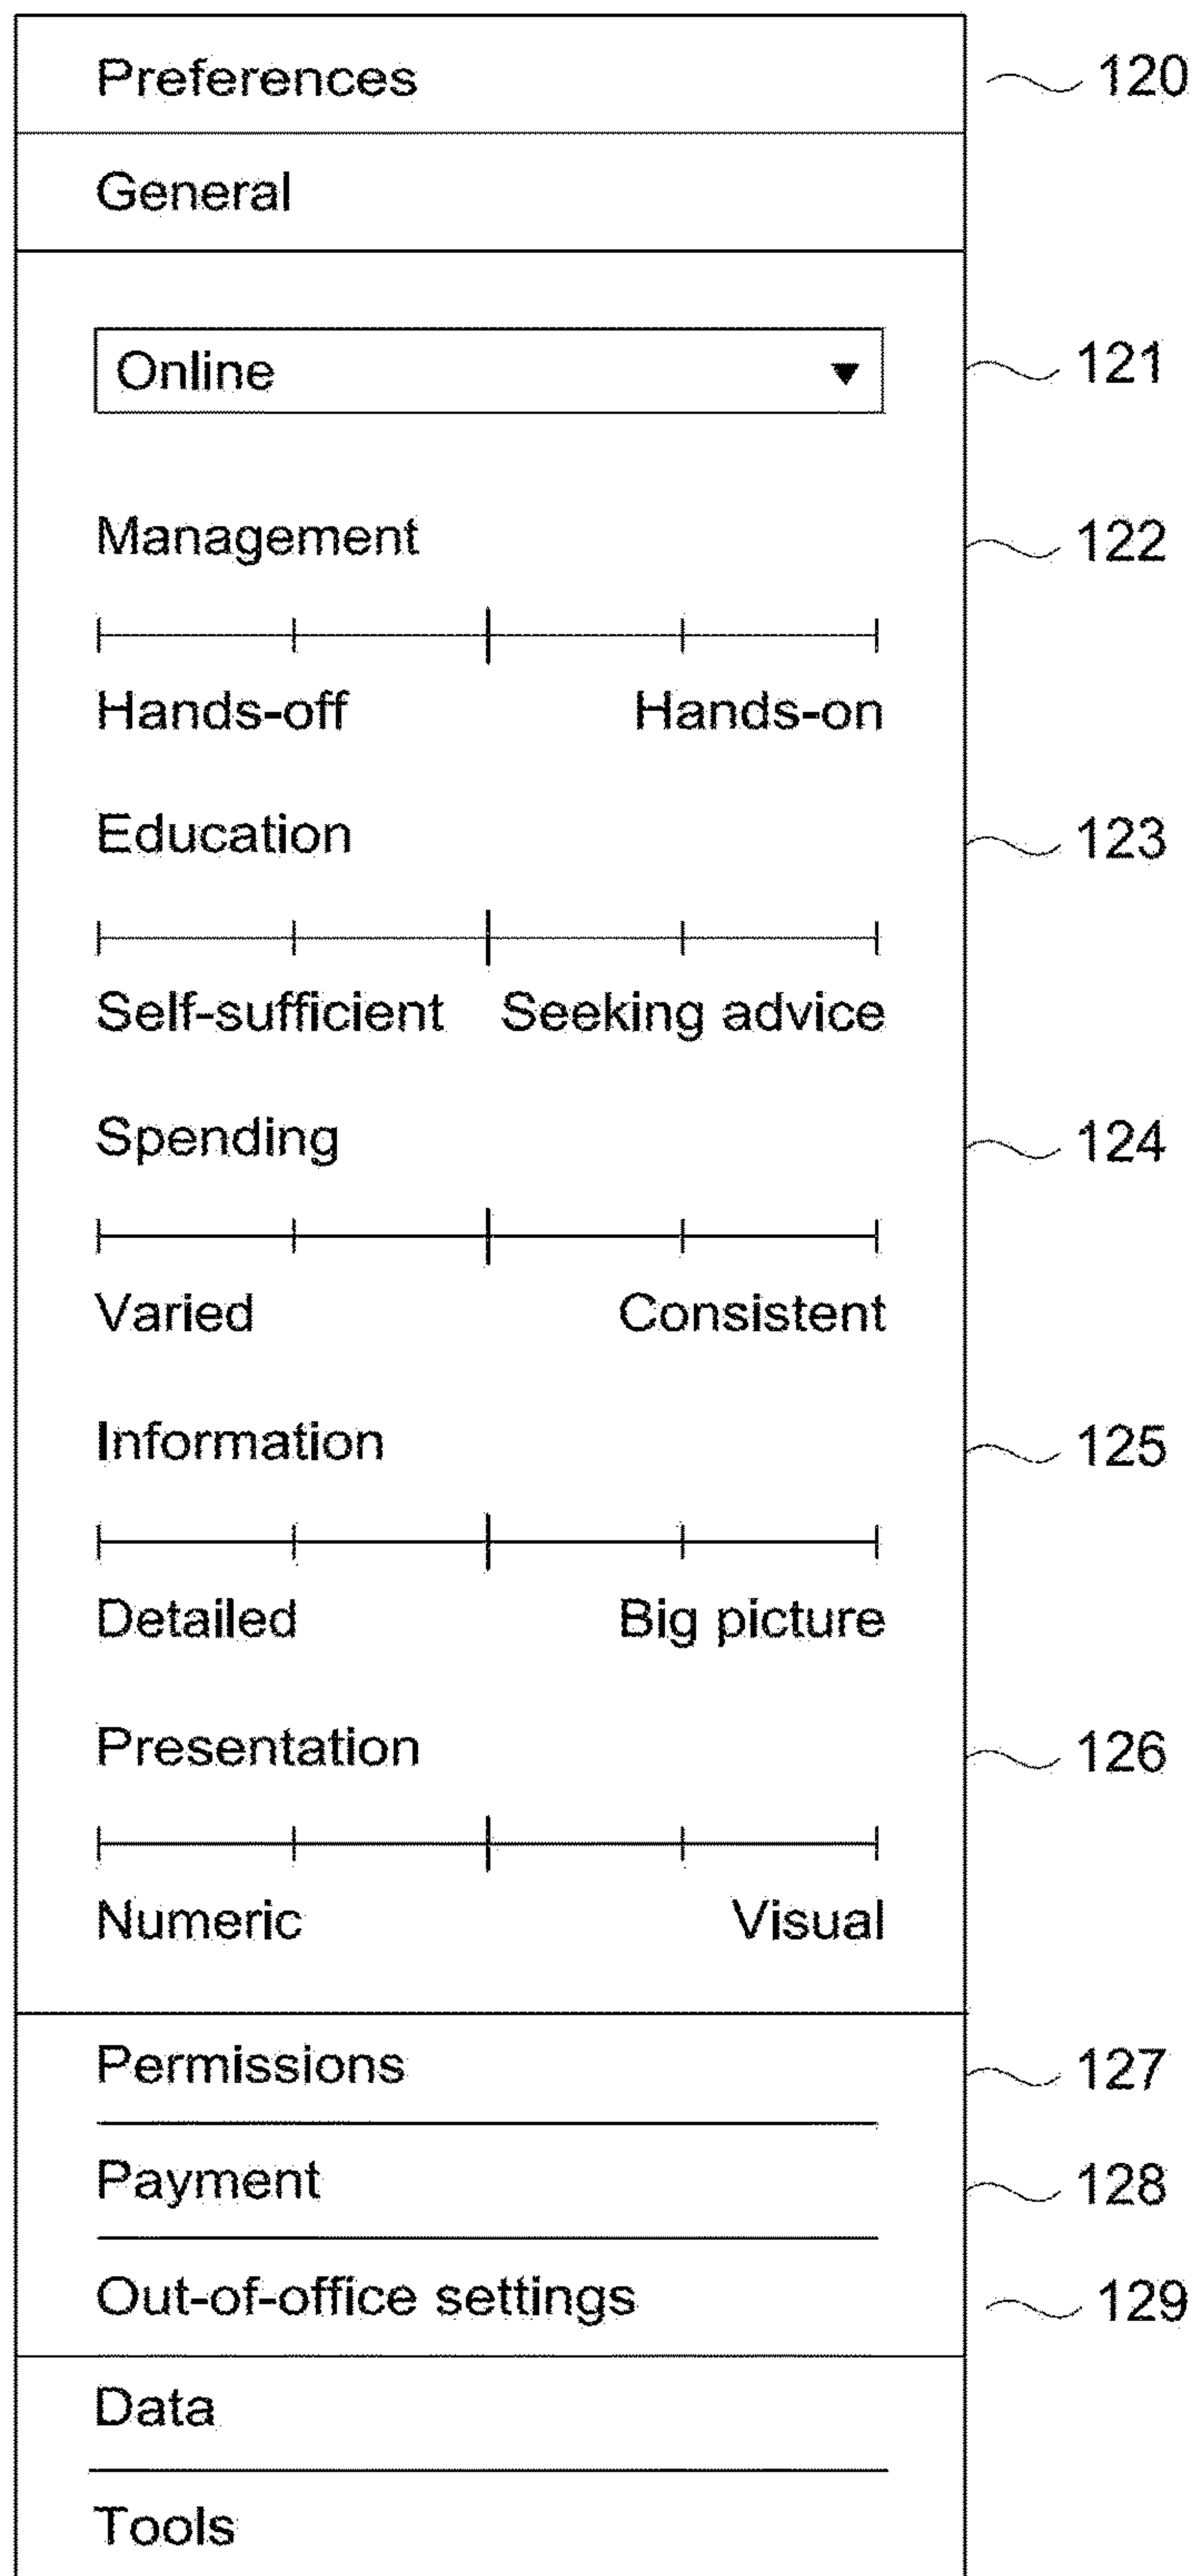 Preferences 120
General
Online 121
Management 122
Hands-off Hands-on
Education 123
Self-sufficient Seeking advice
Spending 124
Varied Consistent
Information 125
Detailed Big picture
Presentation 126
Numeric Visual
Permissions 127
Payment 128
Out-of-office settings 129
Data
Tools